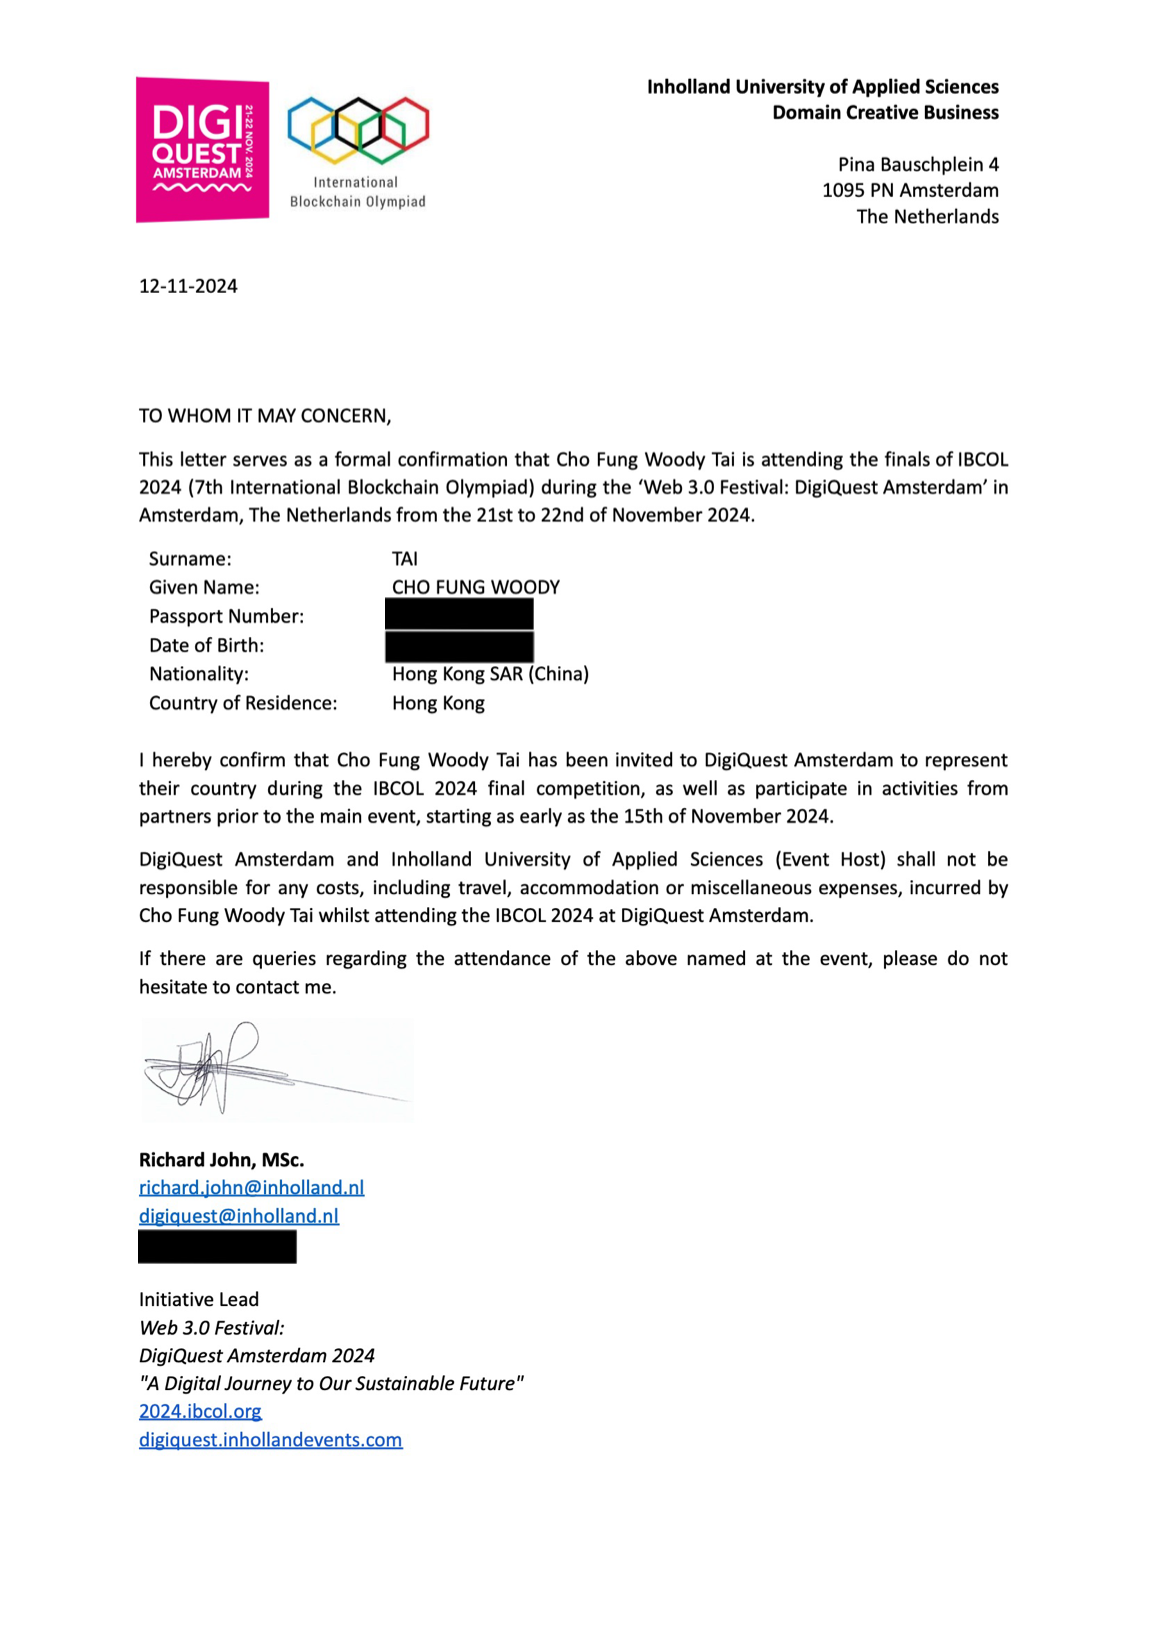 DIGI
QUEST
AMSTERDAM
21-22 NOV. 2024
International
Blockchain Olympiad
Inholland University of Applied Sciences
Domain Creative Business
Pina Bauschplein 4
1095 PN Amsterdam
The Netherlands
12-11-2024
TO WHOM IT MAY CONCERN,
This letter serves as a formal confirmation that Cho Fung Woody Tai is attending the finals of IBCOL
2024 (7th International Blockchain Olympiad) during the ‘Web 3.0 Festival: DigiQuest Amsterdam’ in
Amsterdam, The Netherlands from the 21st to 22nd of November 2024.
Surname: TAI
Given Name: CHO FUNG WOODY
Passport Number:
Date of Birth:
Nationality: Hong Kong SAR (China)
Country of Residence: Hong Kong
I hereby confirm that Cho Fung Woody Tai has been invited to DigiQuest Amsterdam to represent
their country during the IBCOL 2024 final competition, as well as participate in activities from
partners prior to the main event, starting as early as the 15th of November 2024.
DigiQuest Amsterdam and Inholland University of Applied Sciences (Event Host) shall not be
responsible for any costs, including travel, accommodation or miscellaneous expenses, incurred by
Cho Fung Woody Tai whilst attending the IBCOL 2024 at DigiQuest Amsterdam.
If there are queries regarding the attendance of the above named at the event, please do not
hesitate to contact me.
Richard John, MSc.
richard.john@inholland.nl
digiquest@inholland.nl
Initiative Lead
Web 3.0 Festival:
DigiQuest Amsterdam 2024
"A Digital Journey to Our Sustainable Future"
2024.ibcol.org
digiquest.inhollandevents.com